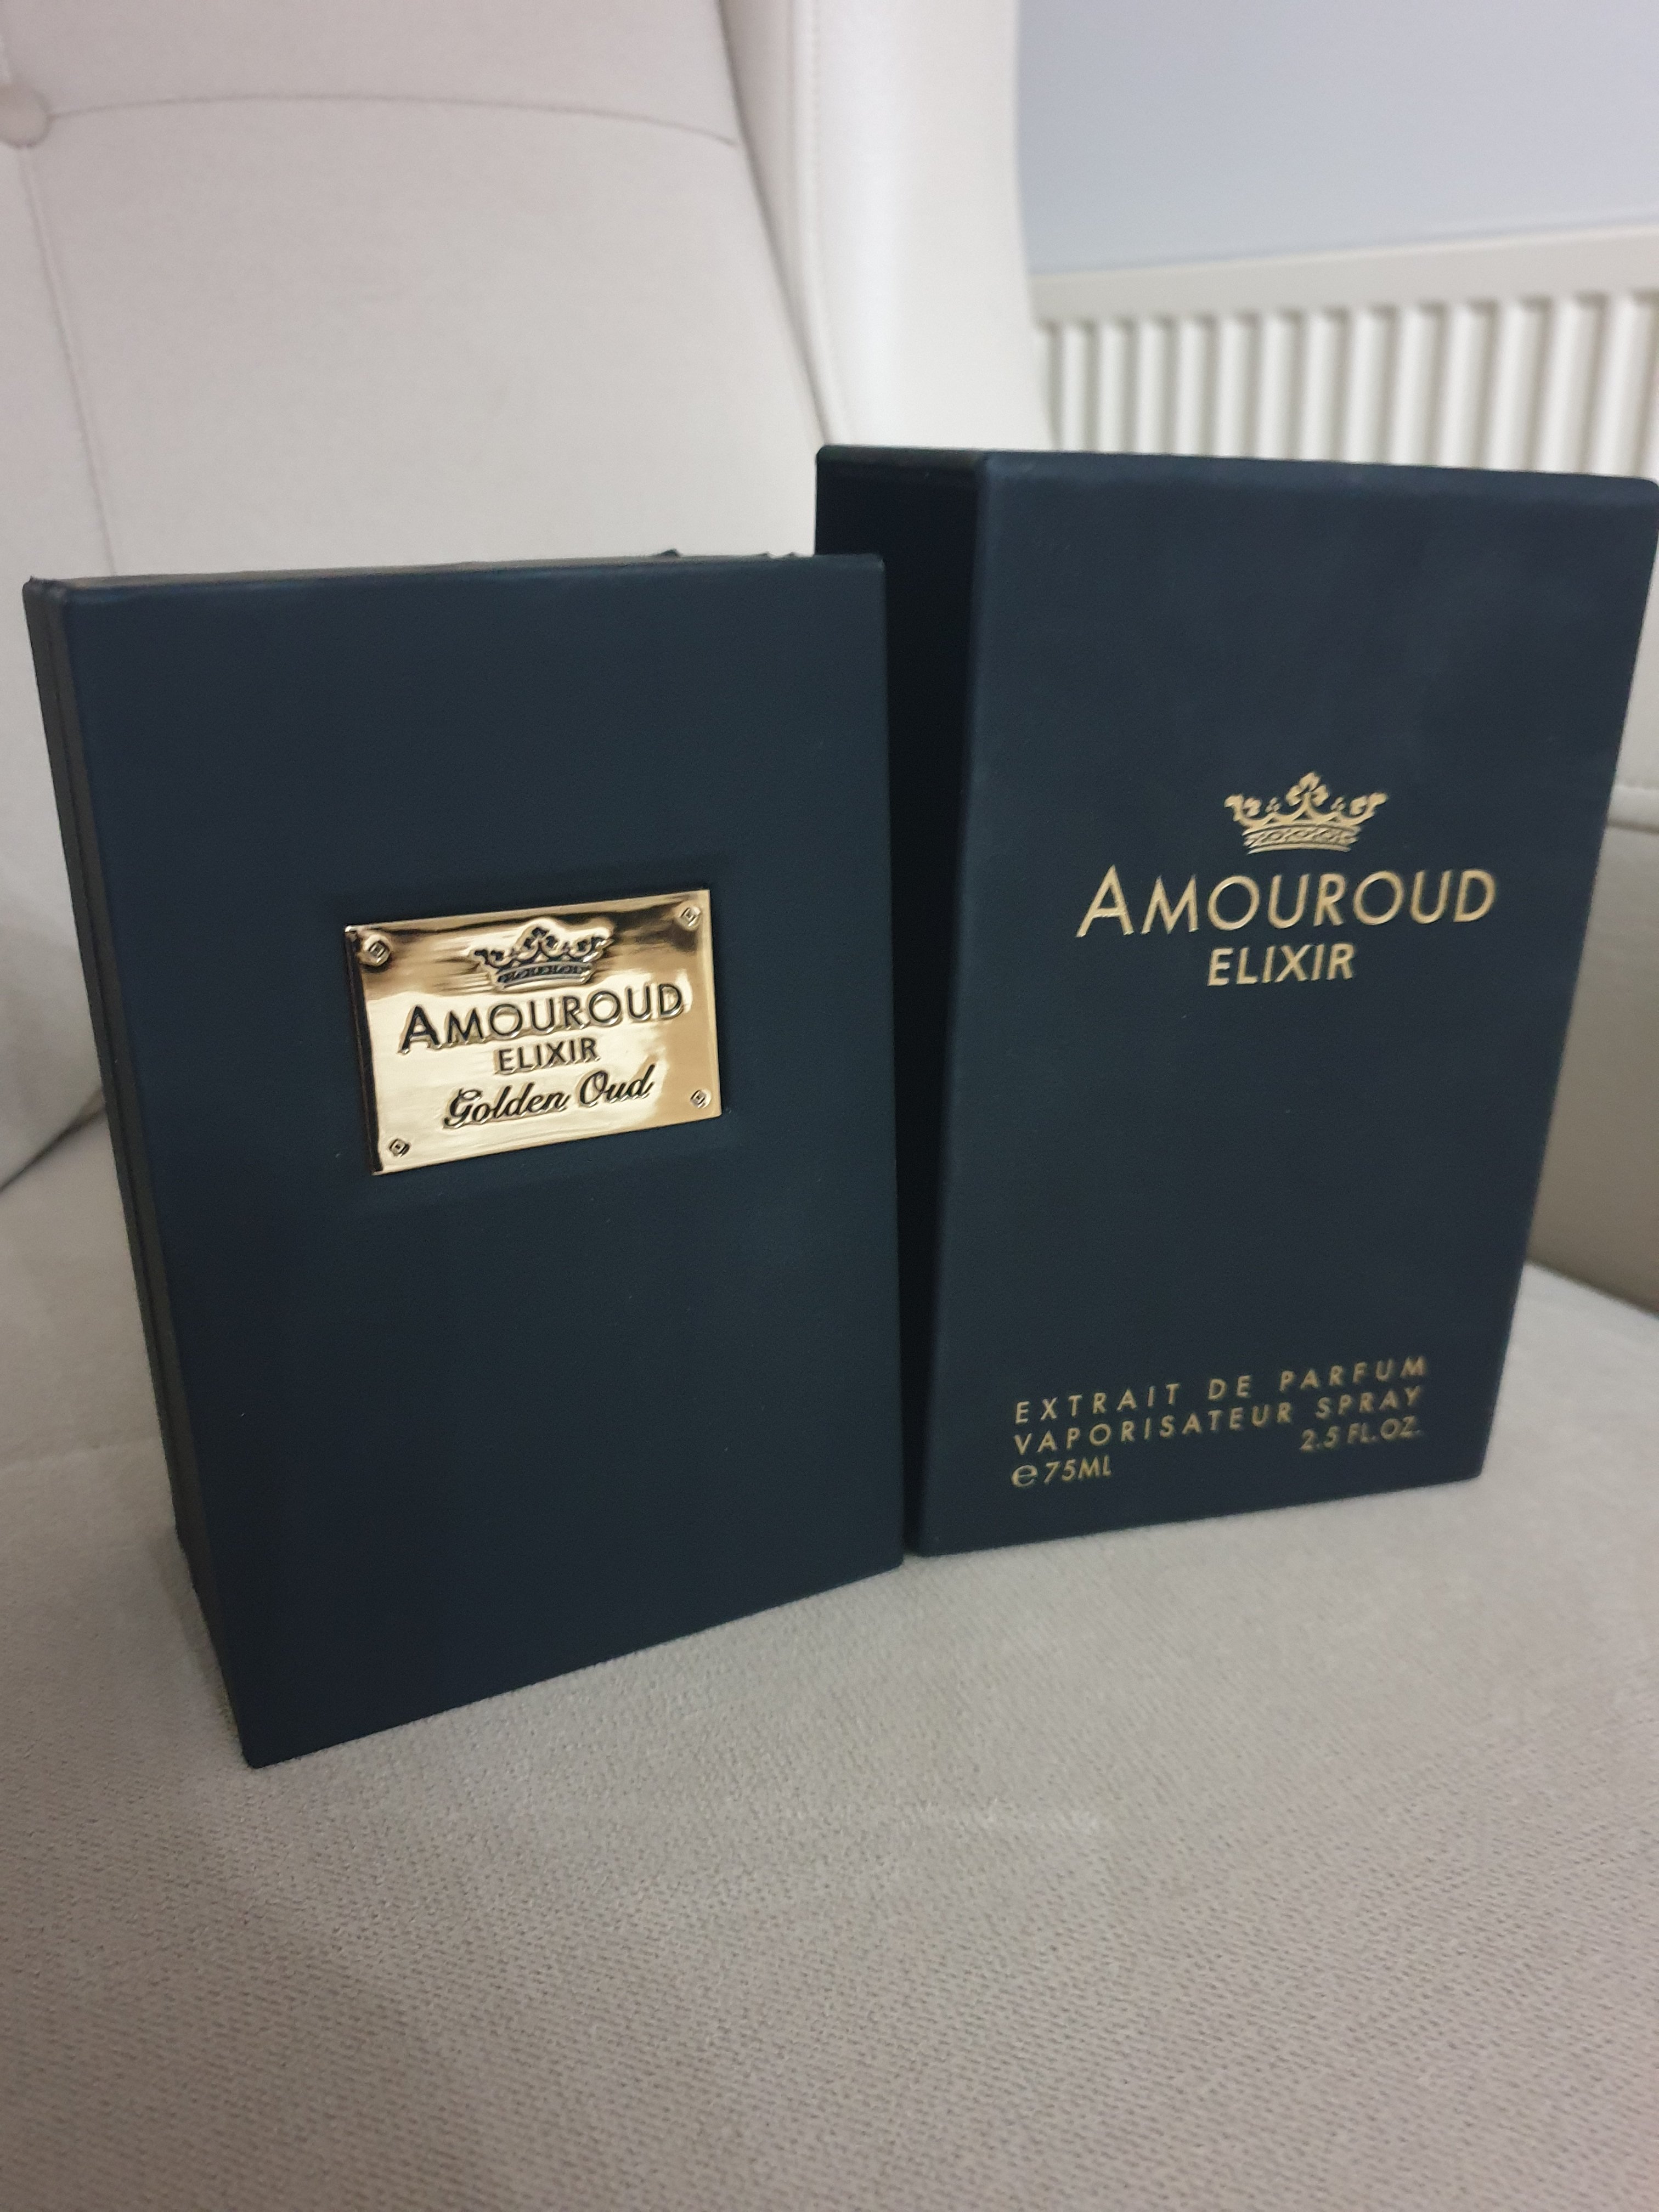 AMOUROUD
ELIXIR
Golden Oud
AMOUROUD
ELIXIR
EXTRAIT DE PARFUM
VAPORISATEUR SPRAY
℮ 75ML 2.5 FL.OZ.